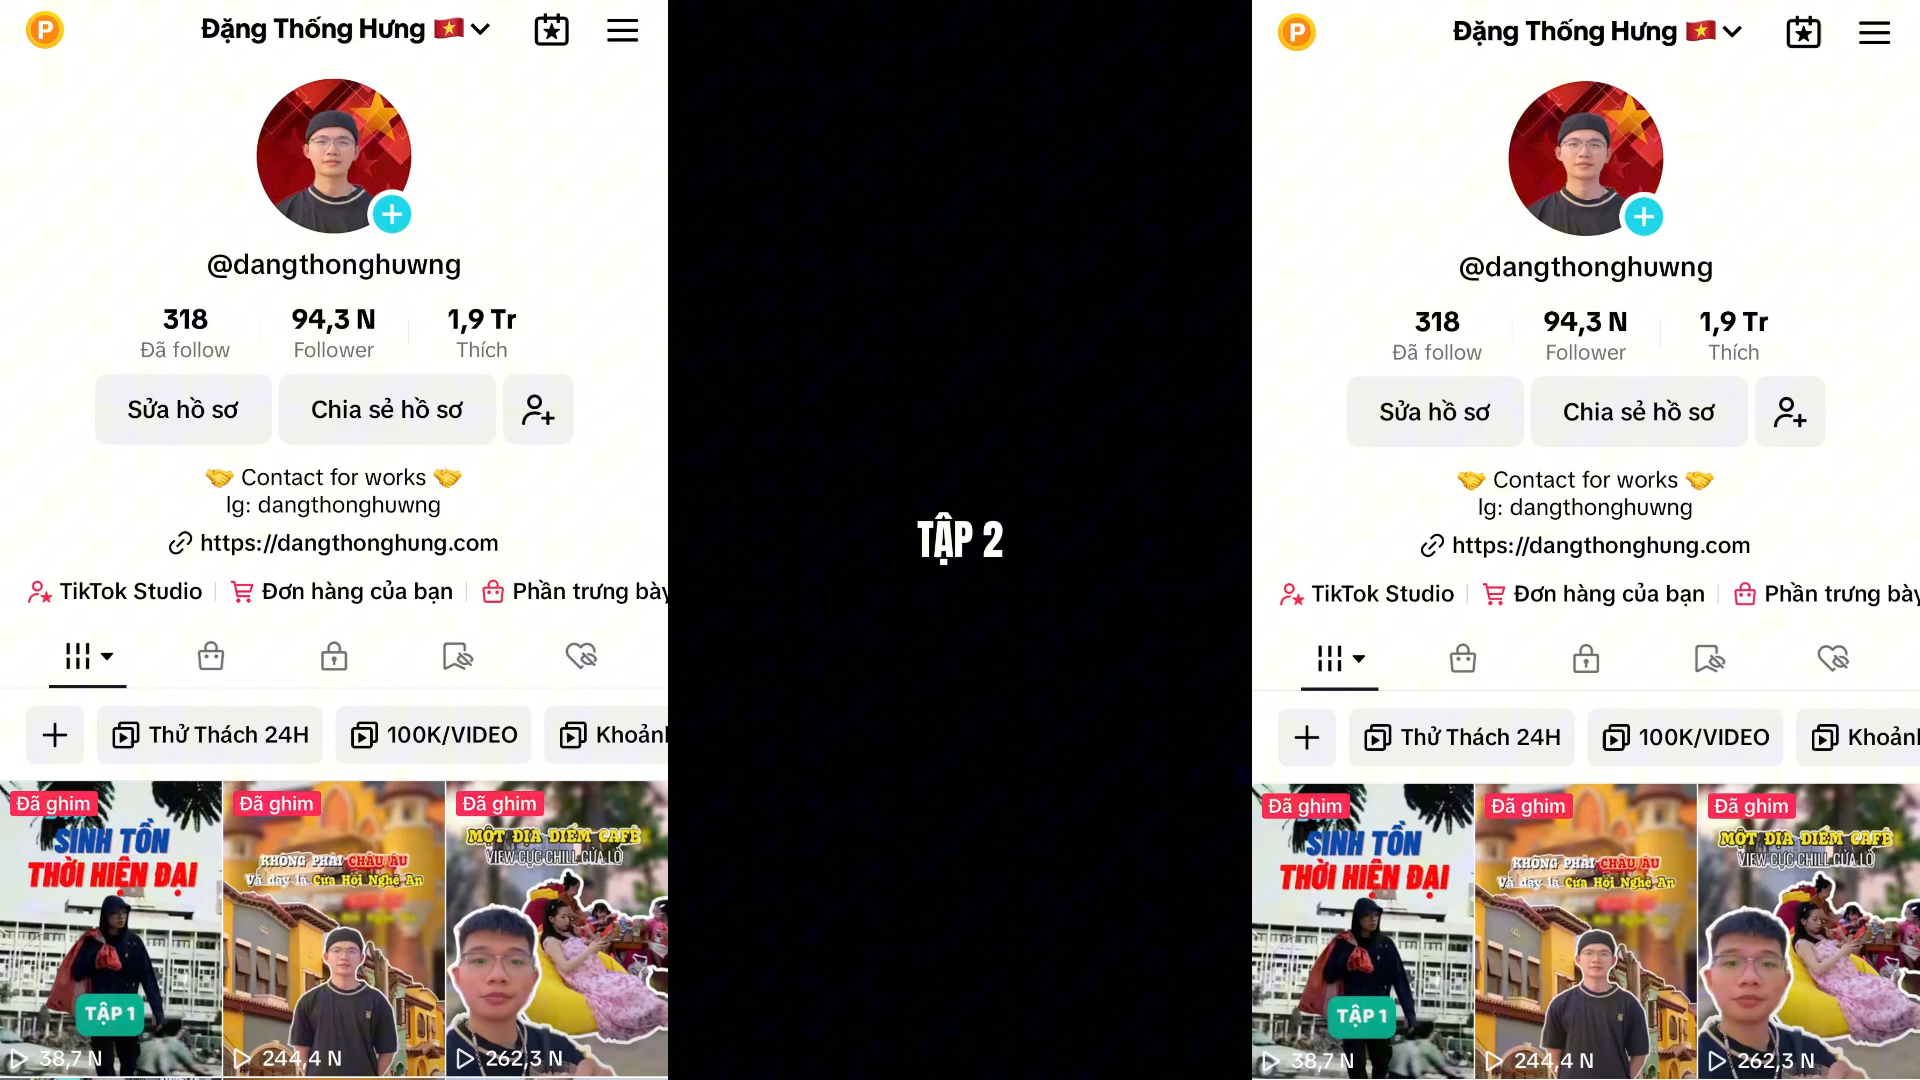 P
Đặng Thống Hưng
@dangthonghuwng
318
94,3 N
1,9 Tr
Đã follow
Follower
Thích
Sửa hồ sơ
Chia sẻ hồ sơ
Contact for works
Ig: dangthonghuwng
https://dangthonghung.com
TikTok Studio
Đơn hàng của bạn
Phần trưng bày
Thử Thách 24H
100K/VIDEO
Đã ghim
SINH TỒN
THỜI HIỆN ĐẠI
TẬP 1
38,7 N
Đã ghim
KHÔNG PHẢI CHÂU ÂU
Và đây là Cửa Hội Nghệ An
244,4 N
Đã ghim
MỘT ĐỊA ĐIỂM CAFE
VIEW CỰC CHILL CỦA LÒ
262,3 N
TẬP 2
P
Đặng Thống Hưng
@dangthonghuwng
318
94,3 N
1,9 Tr
Đã follow
Follower
Thích
Sửa hồ sơ
Chia sẻ hồ sơ
Contact for works
Ig: dangthonghuwng
https://dangthonghung.com
TikTok Studio
Đơn hàng của bạn
Phần trưng bày
Thử Thách 24H
100K/VIDEO
Đã ghim
SINH TỒN
THỜI HIỆN ĐẠI
TẬP 1
38,7 N
Đã ghim
KHÔNG PHẢI CHÂU ÂU
Và đây là Cửa Hội Nghệ An
244,4 N
Đã ghim
MỘT ĐỊA ĐIỂM CAFE
VIEW CỰC CHILL CỦA LÒ
262,3 N